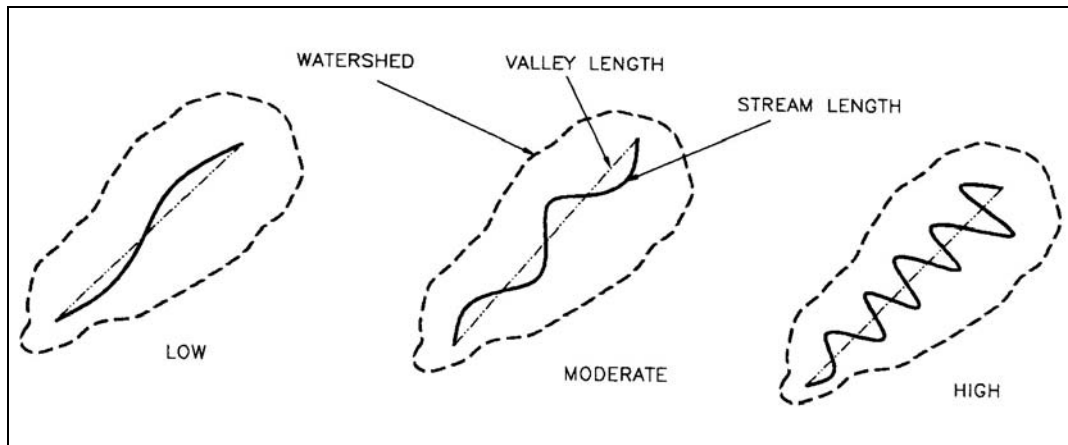 WATERSHED
VALLEY LENGTH
STREAM LENGTH
LOW
MODERATE
HIGH